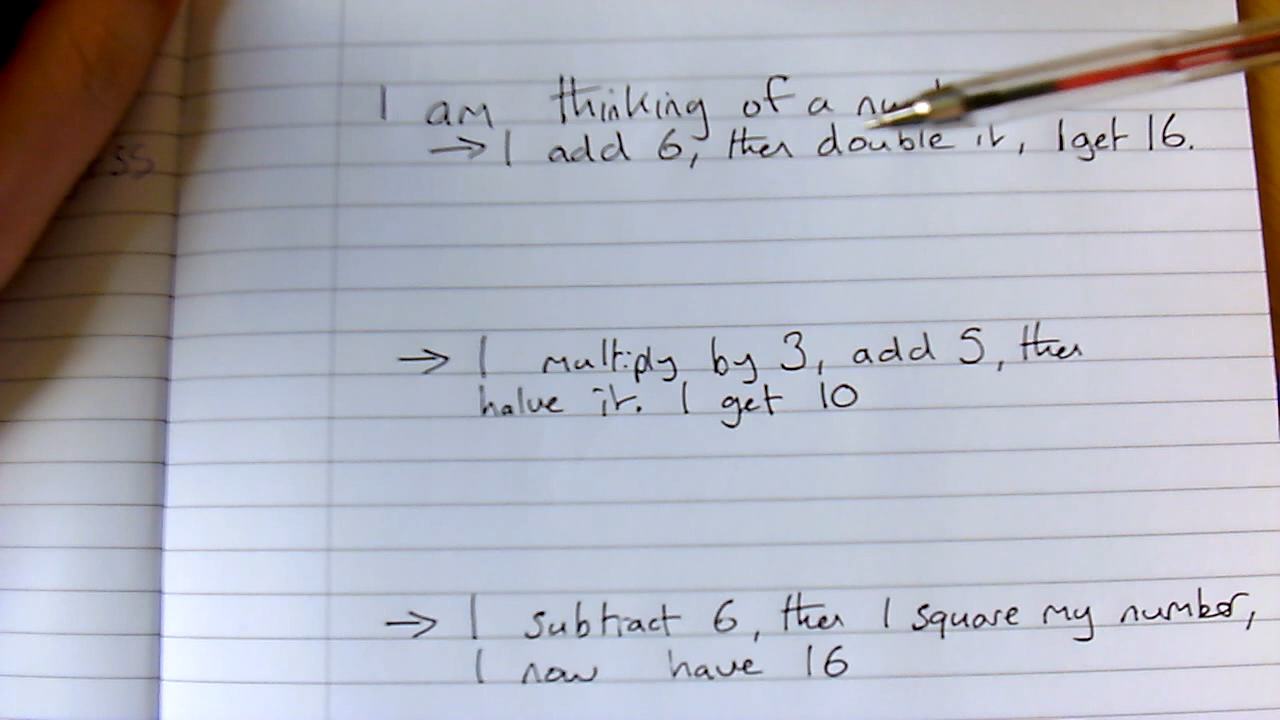 I am thinking of a
→ I add 6, then double it, I get 16.
→ I multiply by 3, add 5, then
halve it. I get 10
→ I subtract 6, then I square my number,
I now have 16